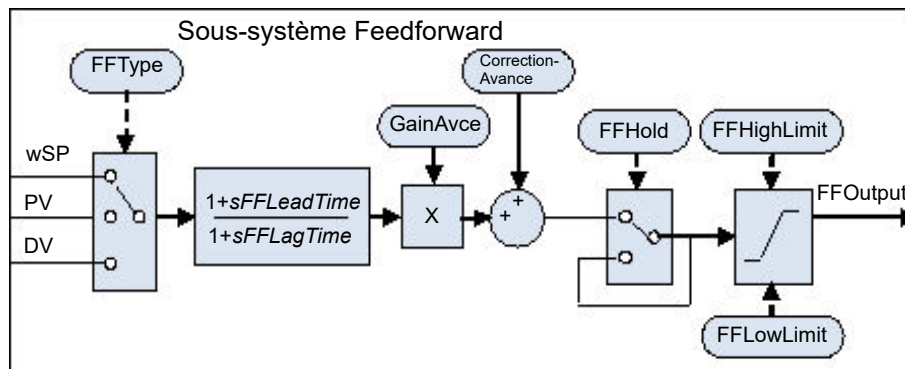 Sous-système Feedforward
FFType
Correction-
Avance
GainAvce
FFHold
FFHighLimit
wSP
PV
DV
1+sFFLeadTime
1+sFFLagTime
X
+
+
FFOutput
FFLowLimit